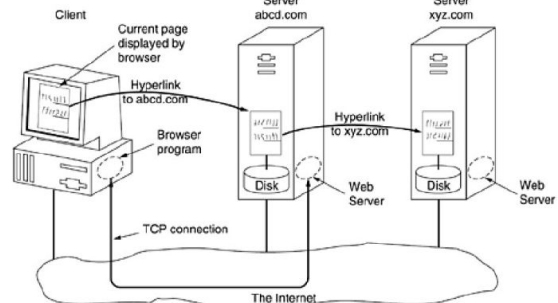 Client
Server
abcd.com
Server
xyz.com
Current page
displayed by
browser
Hyperlink
to abcd.com
Hyperlink
to xyz.com
Browser
program
Disk
Web
Server
Disk
Web
Server
TCP connection
The Internet